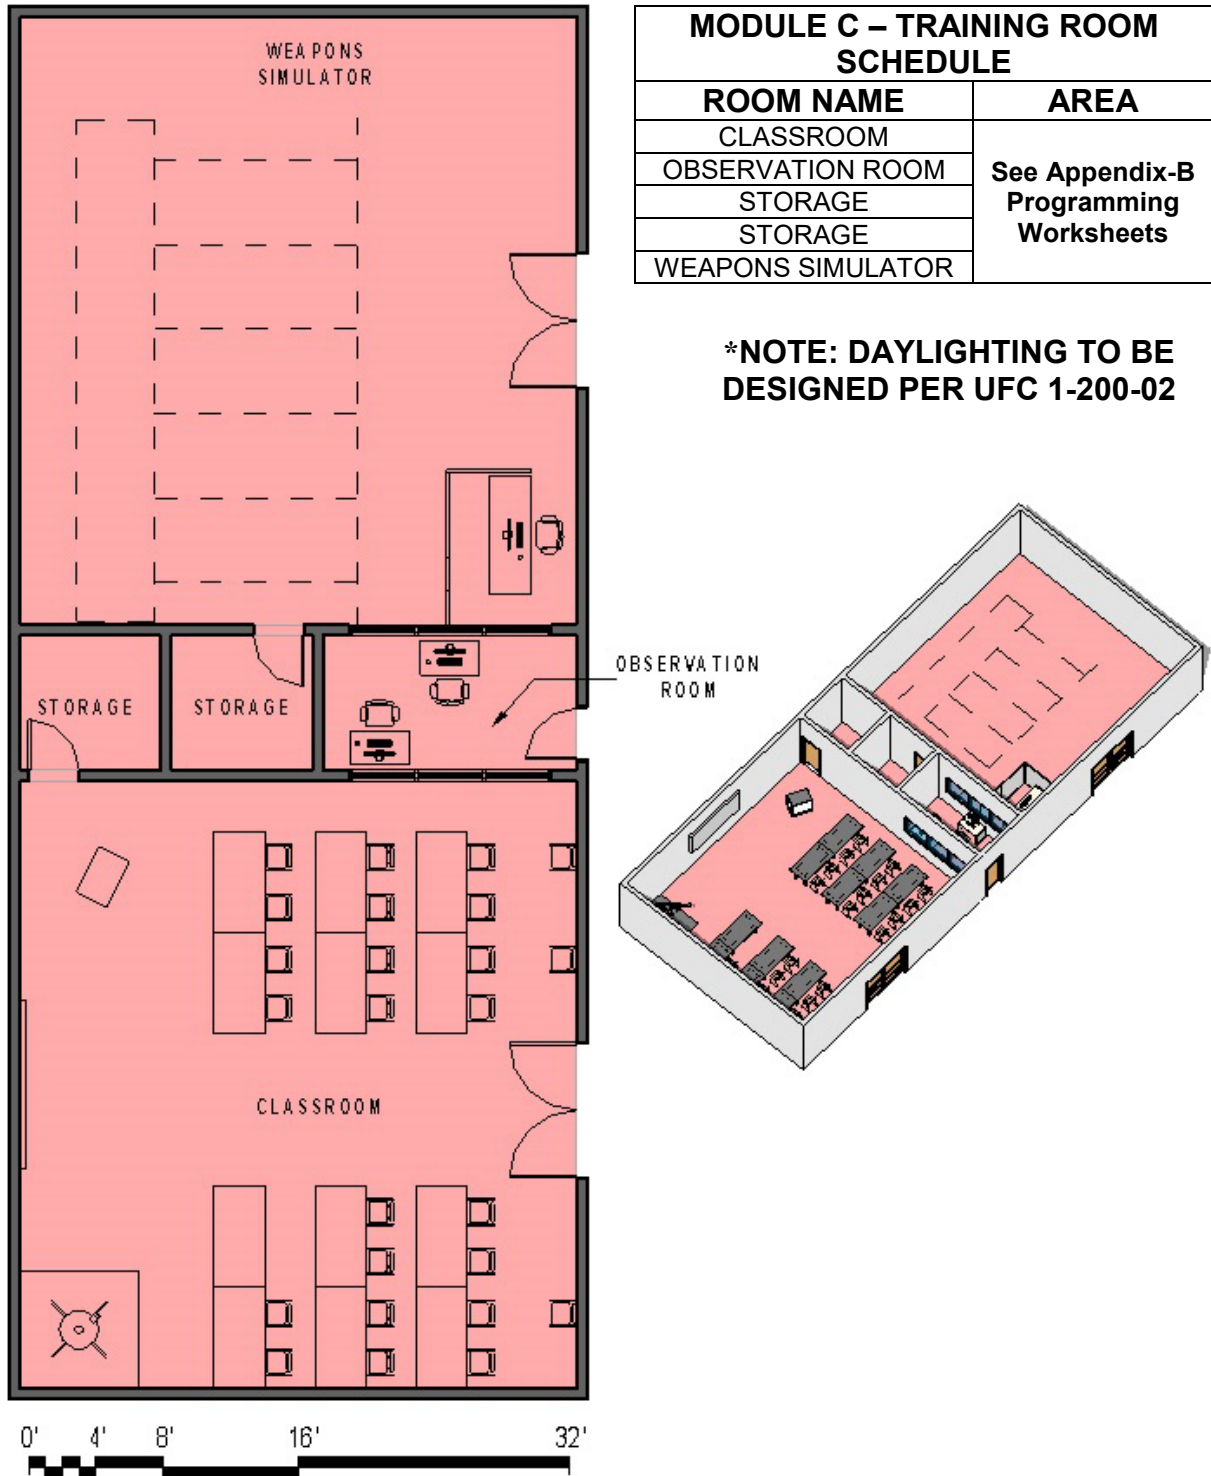 WEAPONS
SIMULATOR
STORAGE
STORAGE
OBSERVATION
ROOM
CLASSROOM
0' 4' 8' 16' 32'
MODULE C – TRAINING ROOM
SCHEDULE
ROOM NAME AREA
CLASSROOM
OBSERVATION ROOM
STORAGE
STORAGE
WEAPONS SIMULATOR
See Appendix-B
Programming
Worksheets
*NOTE: DAYLIGHTING TO BE
DESIGNED PER UFC 1-200-02